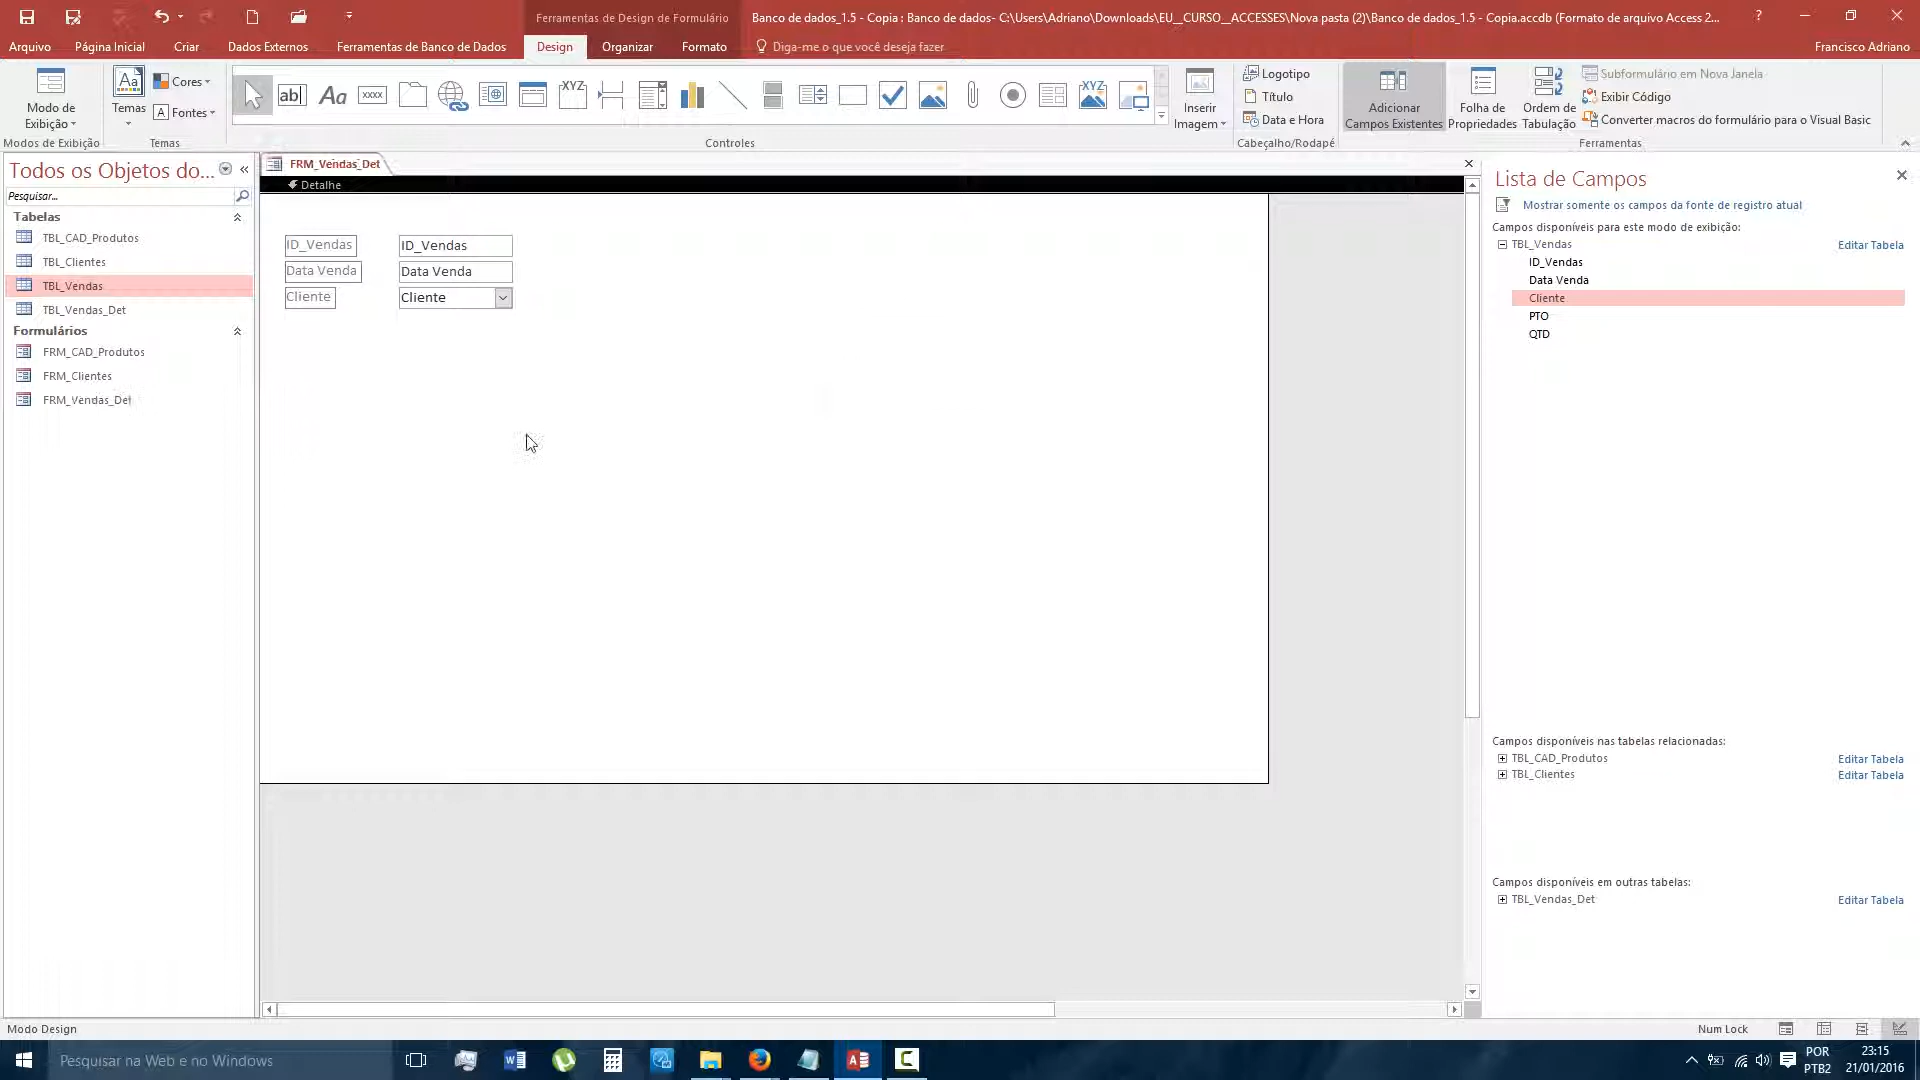 Ferramentas de Design de Formulário
Banco de dados_1.5 - Copia : Banco de dados- C:\Users\Adriano\Downloads\EU__CURSO__ACCESSES\Nova pasta (2)\Banco de dados_1.5 - Copia.accdb (Formato de arquivo Access 2...
?
Arquivo
Página Inicial
Criar
Dados Externos
Ferramentas de Banco de Dados
Design
Organizar
Formato
Diga-me o que você deseja fazer
Francisco Adriano
Modo de Exibição
Modos de Exibição
Aa
Temas
Cores
A Fontes
Temas
ab|
Aa
xxxx
XYZ
XYZ
Controles
Inserir Imagem
Logotipo
Título
Data e Hora
Cabeçalho/Rodapé
Adicionar Campos Existentes
Folha de Propriedades
Ordem de Tabulação
Subformulário em Nova Janela
Exibir Código
Converter macros do formulário para o Visual Basic
Ferramentas
Todos os Objetos do...
Pesquisar...
Tabelas
TBL_CAD_Produtos
TBL_Clientes
TBL_Vendas
TBL_Vendas_Det
Formulários
FRM_CAD_Produtos
FRM_Clientes
FRM_Vendas_Det
FRM_Vendas_Det
Detalhe
ID_Vendas ID_Vendas
Data Venda Data Venda
Cliente Cliente
Lista de Campos
Mostrar somente os campos da fonte de registro atual
Campos disponíveis para este modo de exibição:
TBL_Vendas Editar Tabela
ID_Vendas
Data Venda
Cliente
PTO
QTD
Campos disponíveis nas tabelas relacionadas:
TBL_CAD_Produtos Editar Tabela
TBL_Clientes Editar Tabela
Campos disponíveis em outras tabelas:
TBL_Vendas_Det Editar Tabela
Modo Design
Num Lock
Pesquisar na Web e no Windows
POR
PTB2
23:15
21/01/2016